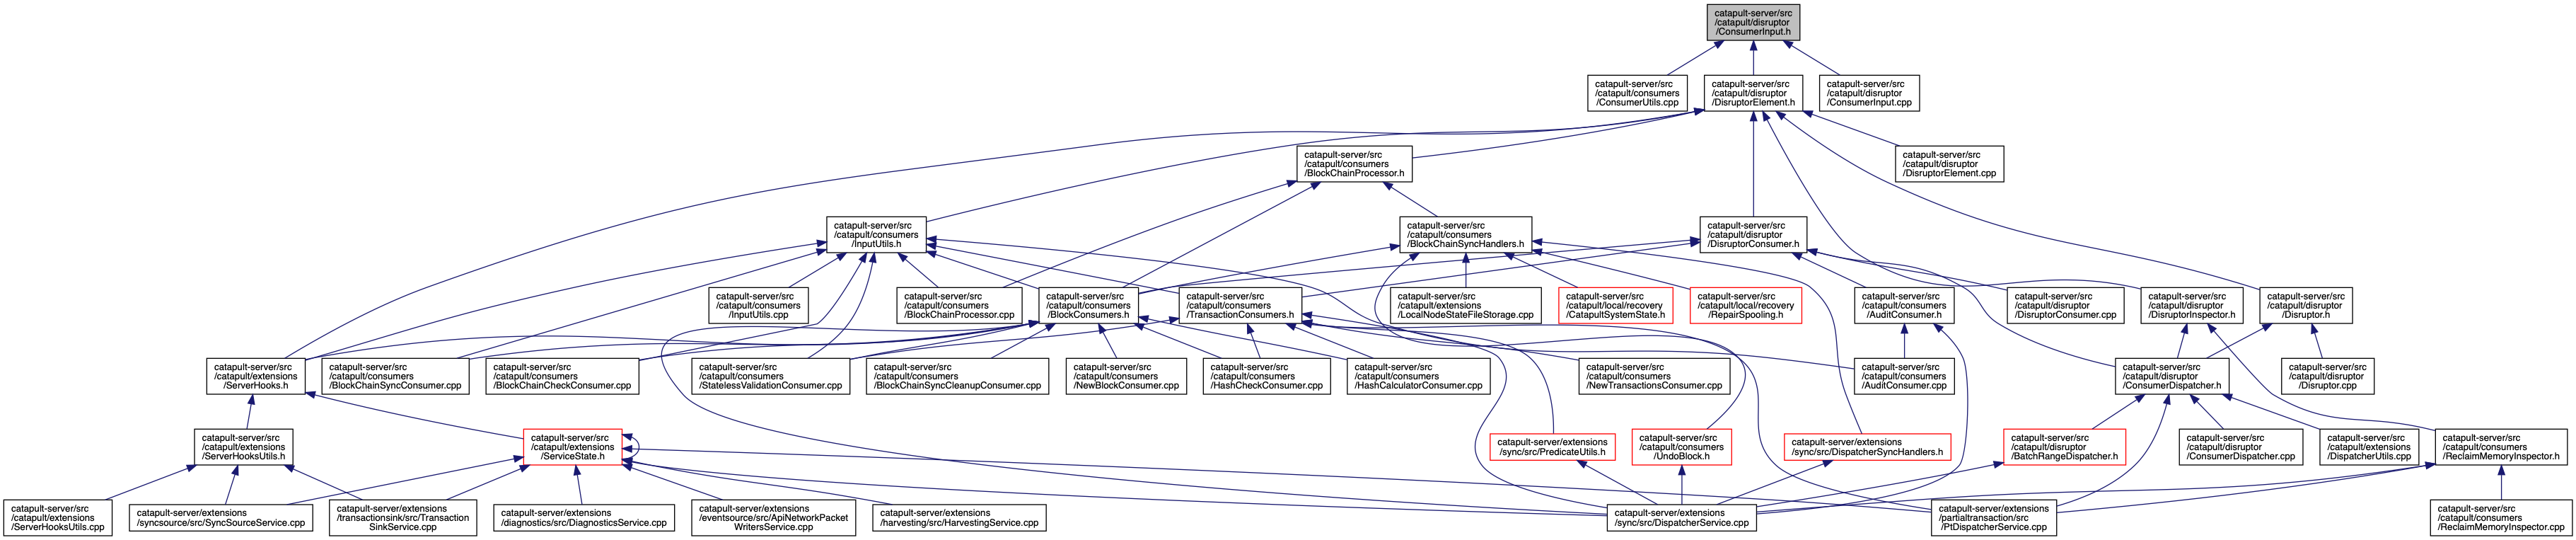 catapult-server/src
/catapult/disruptor
/ConsumerInput.h
catapult-server/src
/catapult/consumers
/ConsumerUtils.cpp
catapult-server/src
/catapult/disruptor
/DisruptorElement.h
catapult-server/src
/catapult/disruptor
/ConsumerInput.cpp
catapult-server/src
/catapult/consumers
/BlockChainProcessor.h
catapult-server/src
/catapult/disruptor
/DisruptorElement.cpp
catapult-server/src
/catapult/consumers
/InputUtils.h
catapult-server/src
/catapult/consumers
/BlockChainSyncHandlers.h
catapult-server/src
/catapult/disruptor
/DisruptorConsumer.h
catapult-server/src
/catapult/consumers
/InputUtils.cpp
catapult-server/src
/catapult/consumers
/BlockChainProcessor.cpp
catapult-server/src
/catapult/consumers
/BlockConsumers.h
catapult-server/src
/catapult/consumers
/TransactionConsumers.h
catapult-server/src
/catapult/extensions
/LocalNodeStateFileStorage.cpp
catapult-server/src
/catapult/local/recovery
/CatapultSystemState.h
catapult-server/src
/catapult/local/recovery
/RepairSpooling.h
catapult-server/src
/catapult/consumers
/AuditConsumer.h
catapult-server/src
/catapult/disruptor
/DisruptorConsumer.cpp
catapult-server/src
/catapult/disruptor
/DisruptorInspector.h
catapult-server/src
/catapult/disruptor
/Disruptor.h
catapult-server/src
/catapult/extensions
/ServerHooks.h
catapult-server/src
/catapult/consumers
/BlockChainSyncConsumer.cpp
catapult-server/src
/catapult/consumers
/BlockChainCheckConsumer.cpp
catapult-server/src
/catapult/consumers
/StatelessValidationConsumer.cpp
catapult-server/src
/catapult/consumers
/BlockChainSyncCleanupConsumer.cpp
catapult-server/src
/catapult/consumers
/NewBlockConsumer.cpp
catapult-server/src
/catapult/consumers
/HashCheckConsumer.cpp
catapult-server/src
/catapult/consumers
/HashCalculatorConsumer.cpp
catapult-server/src
/catapult/consumers
/NewTransactionsConsumer.cpp
catapult-server/src
/catapult/consumers
/AuditConsumer.cpp
catapult-server/src
/catapult/disruptor
/ConsumerDispatcher.h
catapult-server/src
/catapult/disruptor
/Disruptor.cpp
catapult-server/src
/catapult/extensions
/ServerHooksUtils.h
catapult-server/src
/catapult/extensions
/ServiceState.h
catapult-server/extensions
/sync/src/PredicateUtils.h
catapult-server/src
/catapult/consumers
/UndoBlock.h
catapult-server/extensions
/sync/src/DispatcherSyncHandlers.h
catapult-server/src
/catapult/disruptor
/BatchRangeDispatcher.h
catapult-server/src
/catapult/disruptor
/ConsumerDispatcher.cpp
catapult-server/src
/catapult/extensions
/DispatcherUtils.cpp
catapult-server/src
/catapult/consumers
/ReclaimMemoryInspector.h
catapult-server/src
/catapult/extensions
/ServerHooksUtils.cpp
catapult-server/extensions
/syncsource/src/SyncSourceService.cpp
catapult-server/extensions
/transactionsink/src/Transaction
SinkService.cpp
catapult-server/extensions
/diagnostics/src/DiagnosticsService.cpp
catapult-server/extensions
/eventsource/src/ApiNetworkPacket
WritersService.cpp
catapult-server/extensions
/harvesting/src/HarvestingService.cpp
catapult-server/extensions
/sync/src/DispatcherService.cpp
catapult-server/extensions
/partialtransaction/src
/PtDispatcherService.cpp
catapult-server/src
/catapult/consumers
/ReclaimMemoryInspector.cpp